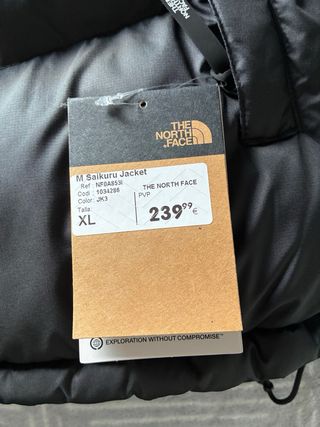 THE
NORTH
FACE
M Saikuru Jacket
Ref : NF0A853I
Codi : 1034286
Color: JK3
Talla:
XL
THE NORTH FACE
PVP
239,99 €
EXPLORATION WITHOUT COMPROMISE™